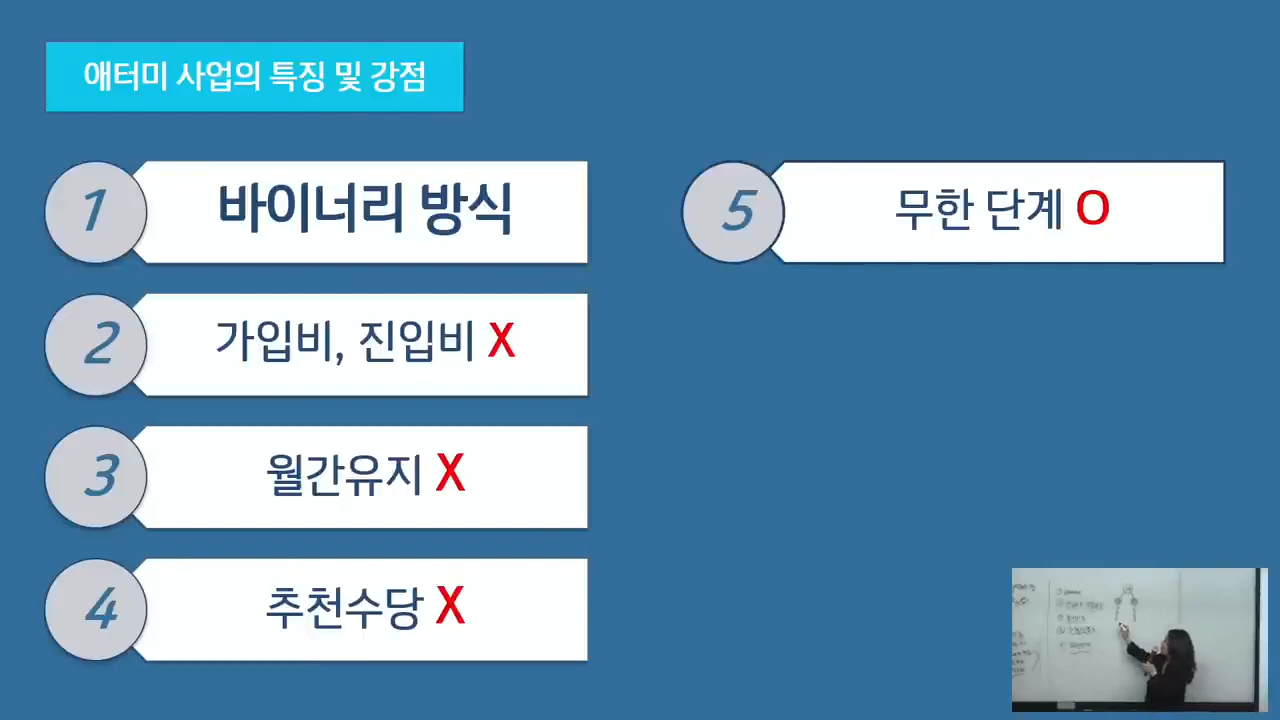 애터미 사업의 특징 및 강점
1 바이너리 방식
2 가입비, 진입비 X
3 월간유지 X
4 추천수당 X
5 무한 단계 O